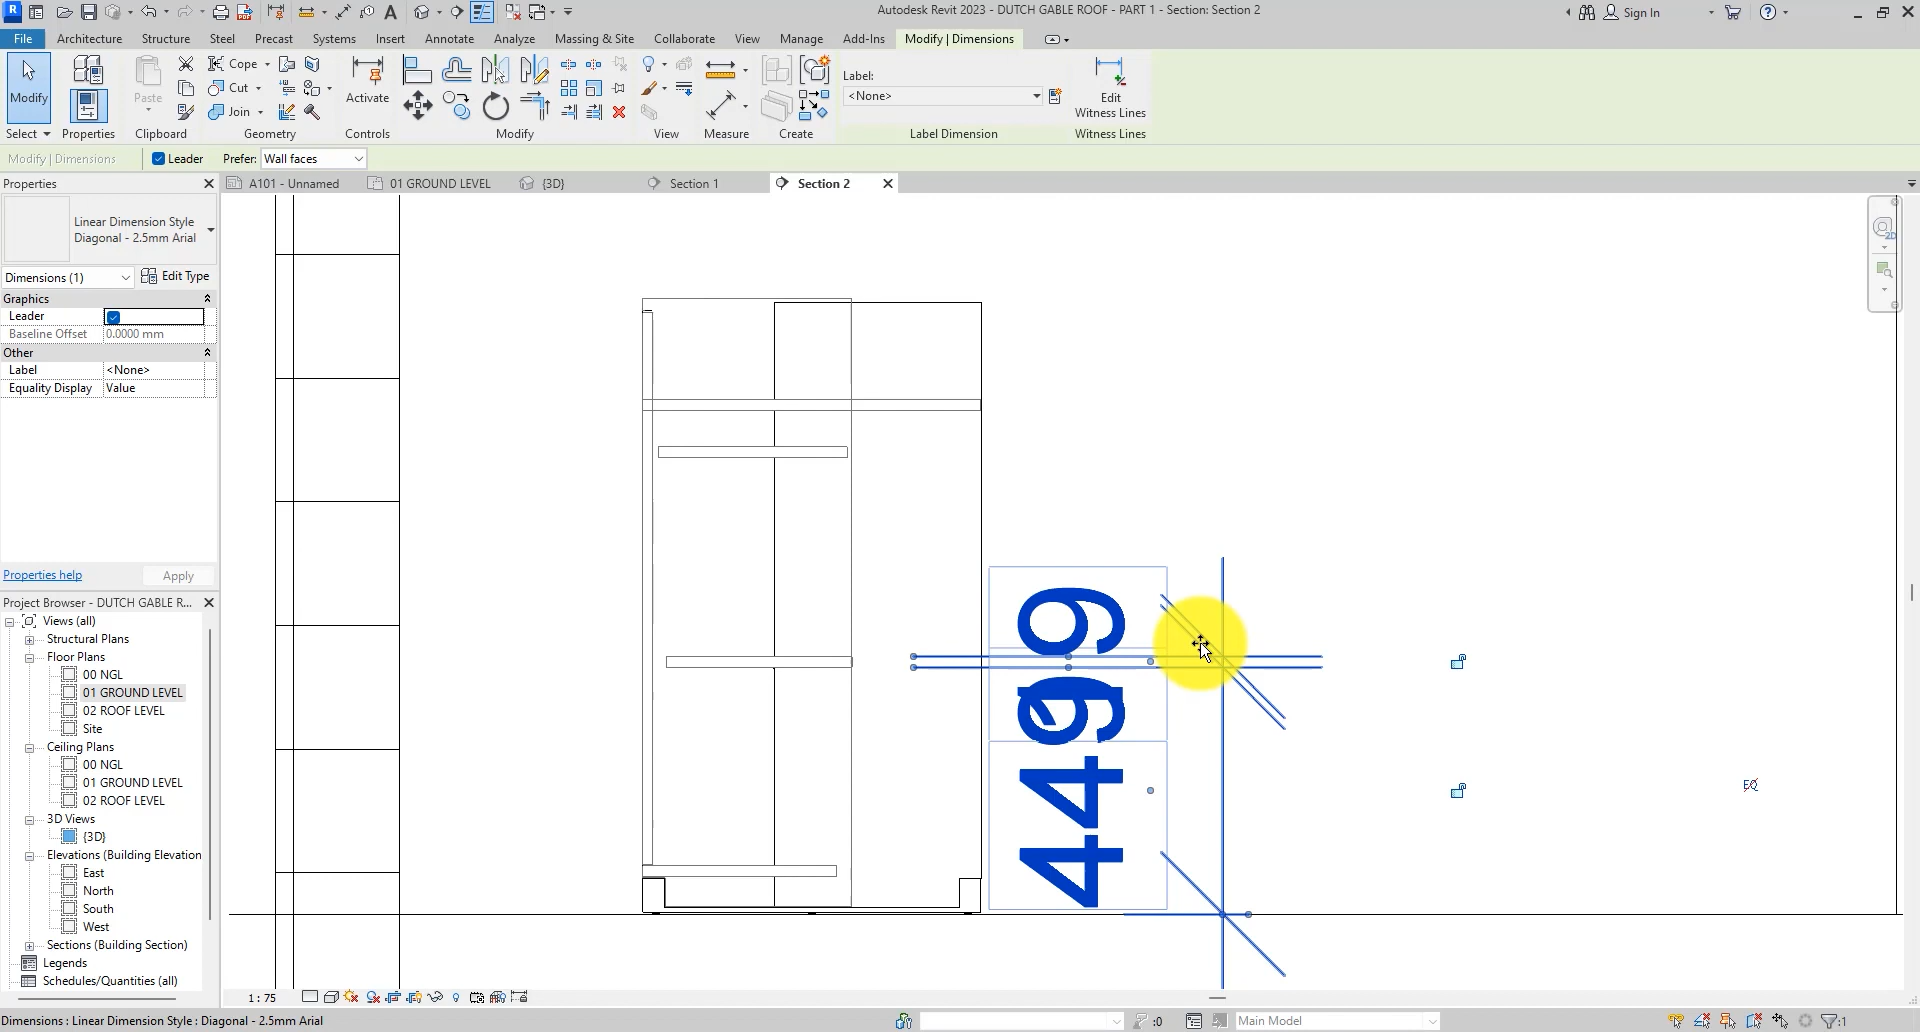 Autodesk Revit 2023 - DUTCH GABLE ROOF - PART 1 - Section: Section 2
Sign In
File
Architecture
Structure
Steel
Precast
Systems
Insert
Annotate
Analyze
Massing & Site
Collaborate
View
Manage
Add-Ins
Modify | Dimensions
Modify
Paste
Cope
Cut
Join
Activate
Label:
<None>
Edit
Witness Lines
Select
Properties
Clipboard
Geometry
Controls
Modify
View
Measure
Create
Label Dimension
Witness Lines
Modify | Dimensions
Leader
Prefer:
Wall faces
Properties
A101 - Unnamed
01 GROUND LEVEL
{3D}
Section 1
Section 2
Linear Dimension Style
Diagonal - 2.5mm Arial
Dimensions (1)
Edit Type
Graphics
Leader
Baseline Offset
0.0000 mm
Other
Label
<None>
Equality Display
Value
Properties help
Apply
Project Browser - DUTCH GABLE R...
Views (all)
Structural Plans
Floor Plans
00 NGL
01 GROUND LEVEL
02 ROOF LEVEL
Site
Ceiling Plans
00 NGL
01 GROUND LEVEL
02 ROOF LEVEL
3D Views
{3D}
Elevations (Building Elevation
East
North
South
West
Sections (Building Section)
Legends
Schedules/Quantities (all)
EQ
1 : 75
Dimensions : Linear Dimension Style : Diagonal - 2.5mm Arial
:0
Main Model
:1